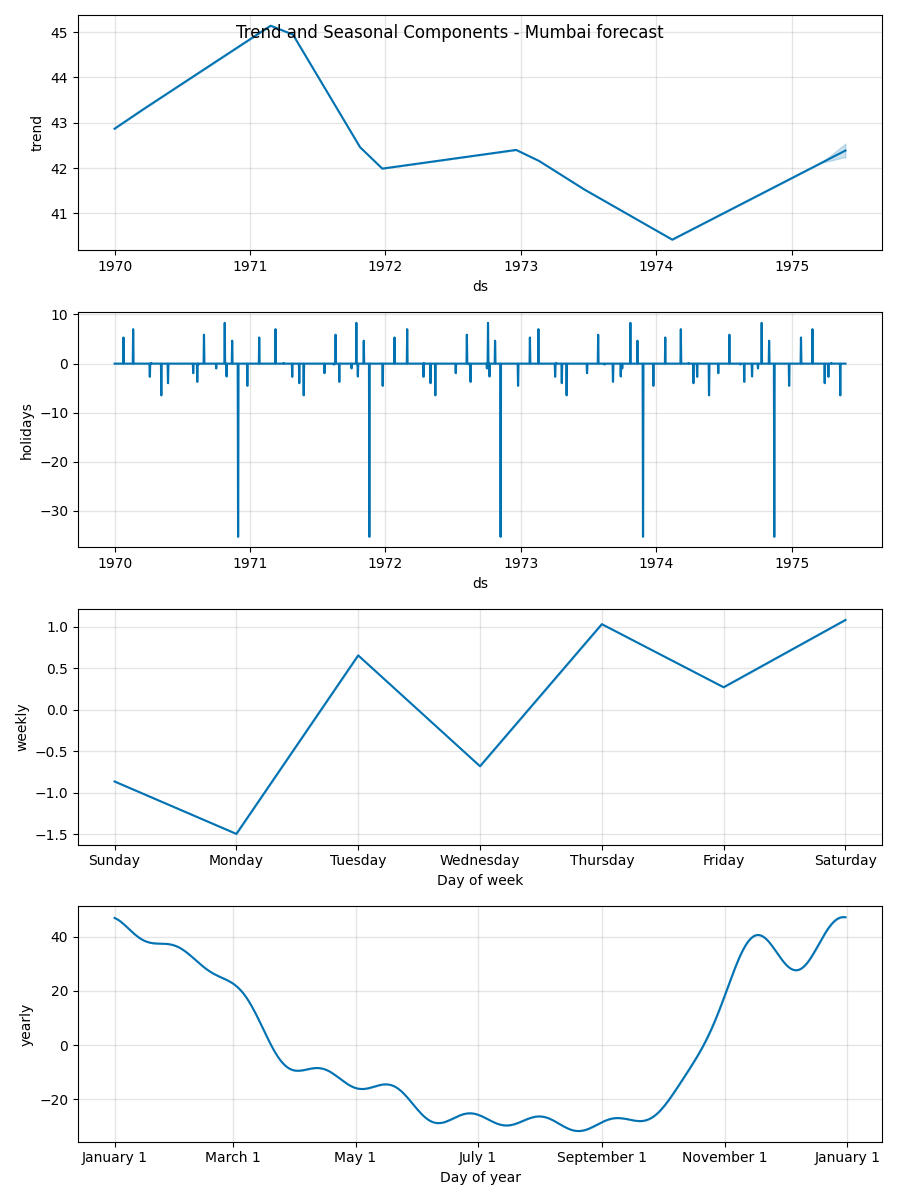 Trend and Seasonal Components - Mumbai forecast
45
44
43
42
41
trend
1970 1971 1972 1973 1974 1975
ds
10
0
−10
−20
−30
holidays
1970 1971 1972 1973 1974 1975
ds
1.0
0.5
0.0
−0.5
−1.0
−1.5
weekly
Sunday Monday Tuesday Wednesday Thursday Friday Saturday
Day of week
40
20
0
−20
yearly
January 1 March 1 May 1 July 1 September 1 November 1 January 1
Day of year